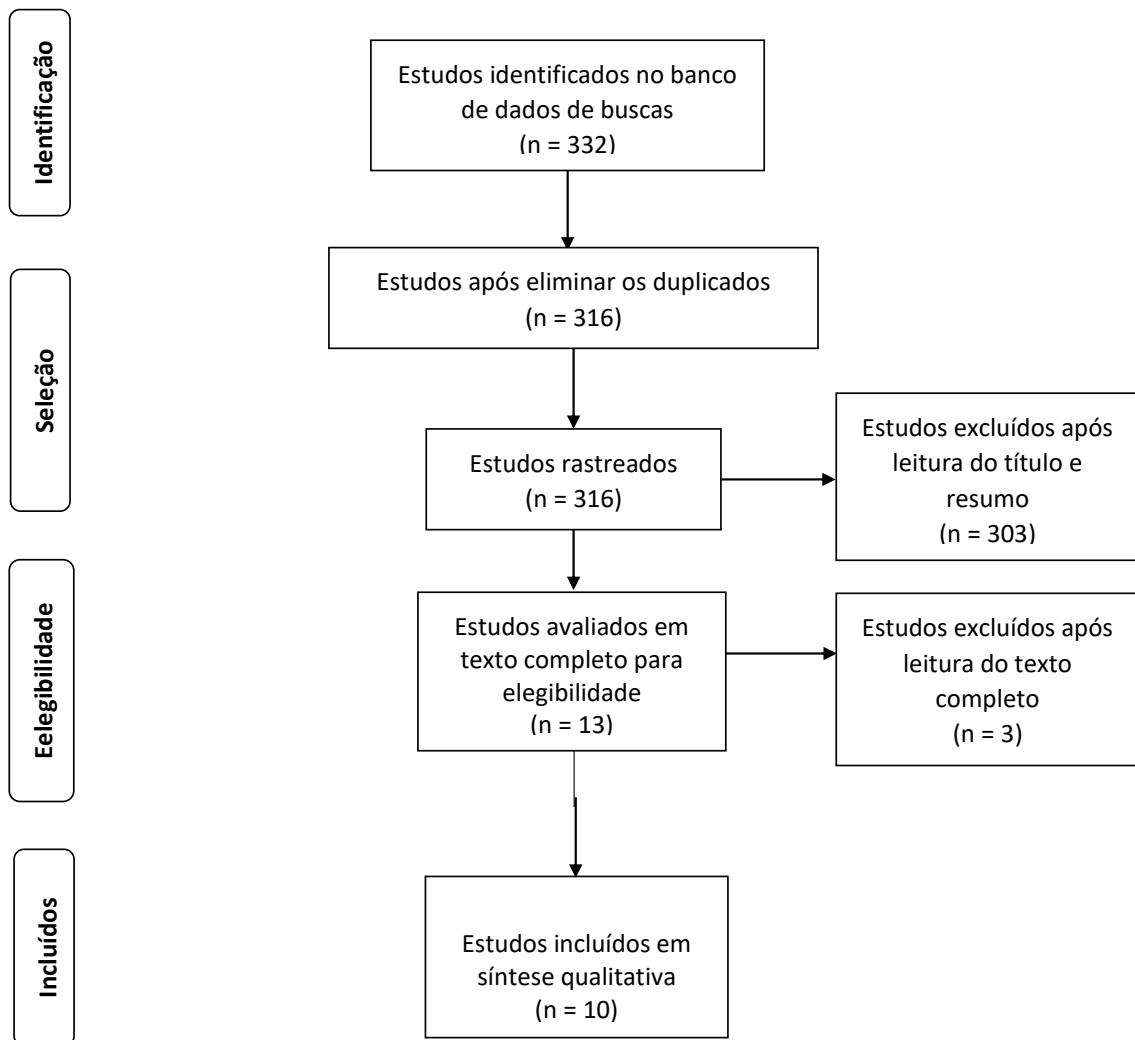 Identificação
Estudos identificados no banco
de dados de buscas
(n = 332)
Seleção
Estudos após eliminar os duplicados
(n = 316)
Estudos rastreados
(n = 316)
Estudos excluídos após
leitura do título e
resumo
(n = 303)
Eelegibilidade
Estudos avaliados em
texto completo para
elegibilidade
(n = 13)
Estudos excluídos após
leitura do texto
completo
(n = 3)
Incluídos
Estudos incluídos em
síntese qualitativa
(n = 10)